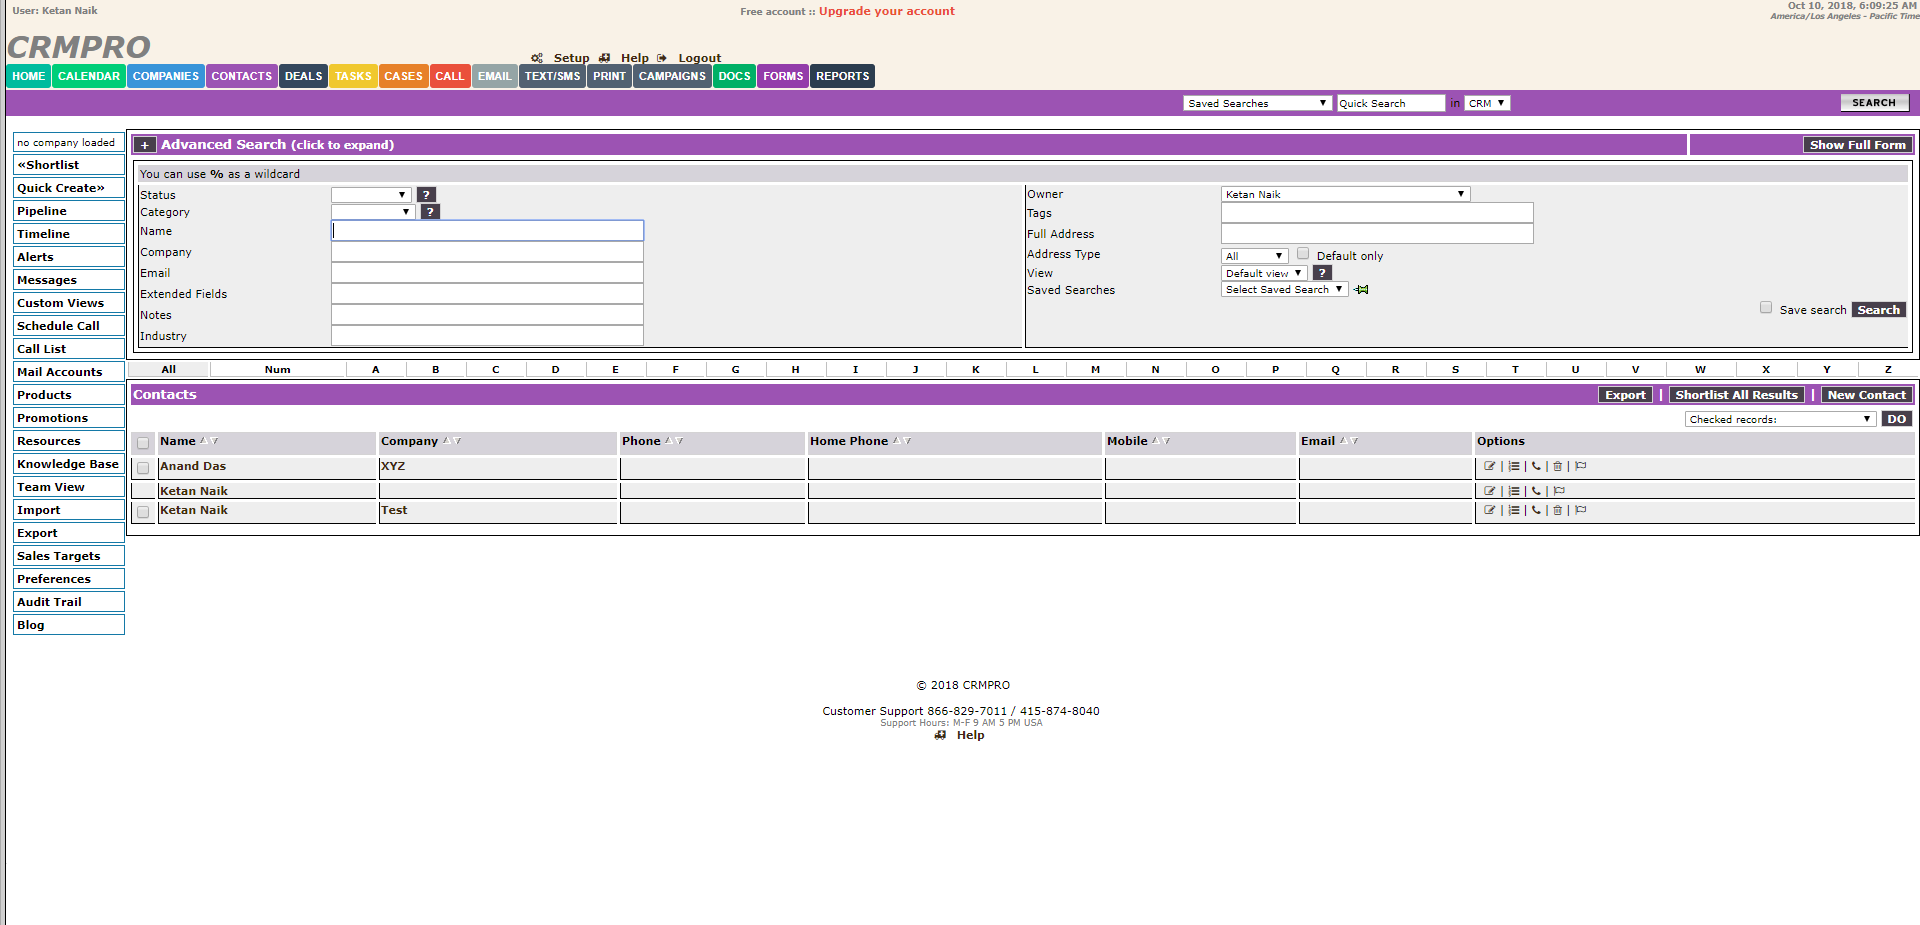 User: Ketan Naik
Free account :: Upgrade your account
Oct 10, 2018, 6:09:25 AM
America/Los Angeles - Pacific Time
CRMPRO
Setup Help Logout
HOME CALENDAR COMPANIES CONTACTS DEALS TASKS CASES CALL EMAIL TEXT/SMS PRINT CAMPAIGNS DOCS FORMS REPORTS
Saved Searches Quick Search in CRM SEARCH
no company loaded
«Shortlist
Quick Create»
Pipeline
Timeline
Alerts
Messages
Custom Views
Schedule Call
Call List
Mail Accounts
Products
Promotions
Resources
Knowledge Base
Team View
Import
Export
Sales Targets
Preferences
Audit Trail
Blog
+ Advanced Search (click to expand) Show Full Form
You can use % as a wildcard
Status ?
Category ?
Name
Company
Email
Extended Fields
Notes
Industry
Owner Ketan Naik
Tags
Full Address
Address Type All Default only
View Default view ?
Saved Searches Select Saved Search
Save search Search
All Num A B C D E F G H I J K L M N O P Q R S T U V W X Y Z
Contacts Export | Shortlist All Results | New Contact
Checked records: DO
Name Company Phone Home Phone Mobile Email Options
Anand Das XYZ | | | |
Ketan Naik | | |
Ketan Naik Test | | | |
© 2018 CRMPRO
Customer Support 866-829-7011 / 415-874-8040
Support Hours: M-F 9 AM 5 PM USA
Help